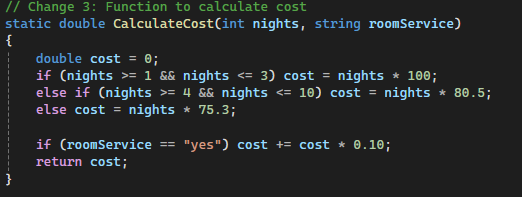 // Change 3: Function to calculate cost
static double CalculateCost(int nights, string roomService)
{
    double cost = 0;
    if (nights >= 1 && nights <= 3) cost = nights * 100;
    else if (nights >= 4 && nights <= 10) cost = nights * 80.5;
    else cost = nights * 75.3;

    if (roomService == "yes") cost += cost * 0.10;
    return cost;
}